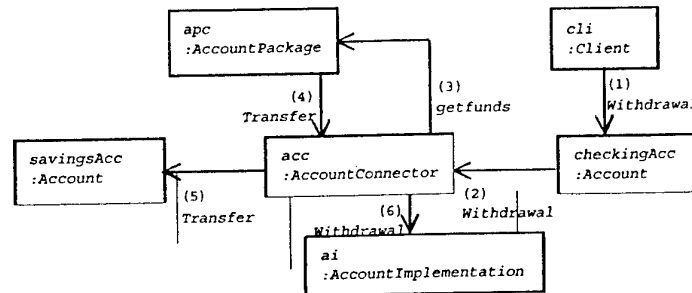 apc
:AccountPackage
cli
:Client
(4)
Transfer
(3)
getfunds
(1)
Withdrawal
savingsAcc
:Account
acc
:AccountConnector
checkingAcc
:Account
(5)
Transfer
(6)
Withdrawal
(2)
Withdrawal
ai
:AccountImplementation